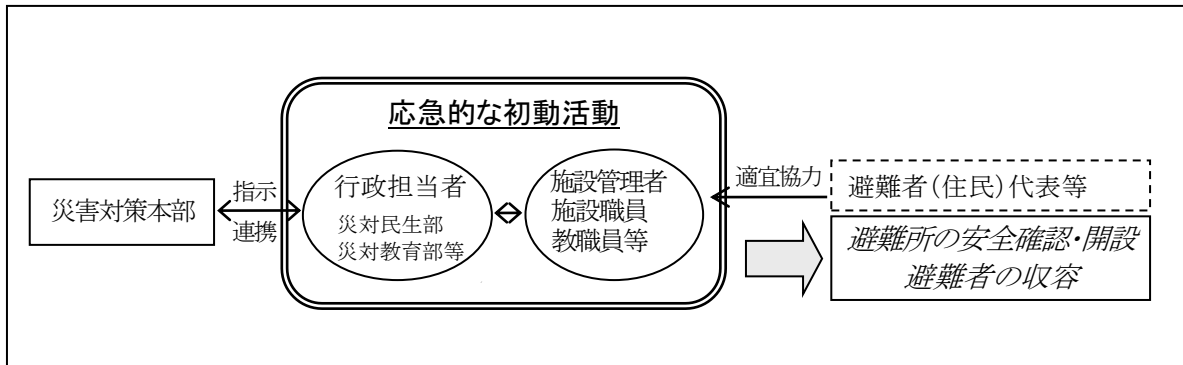 応急的な初動活動
災害対策本部
指示
連携
行政担当者
災対民生部
災対教育部等
施設管理者
施設職員
教職員等
適宜協力
避難者(住民)代表等
避難所の安全確認・開設
避難者の収容